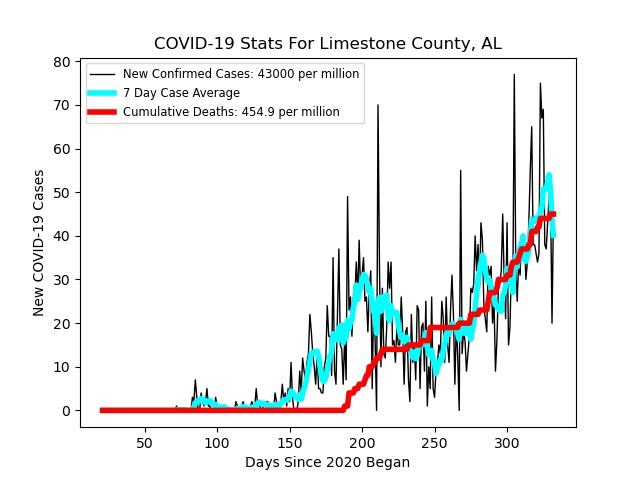 COVID-19 Stats For Limestone County, AL
New Confirmed Cases: 43000 per million
7 Day Case Average
Cumulative Deaths: 454.9 per million
New COVID-19 Cases
80
70
60
50
40
30
20
10
0
50 100 150 200 250 300
Days Since 2020 Began